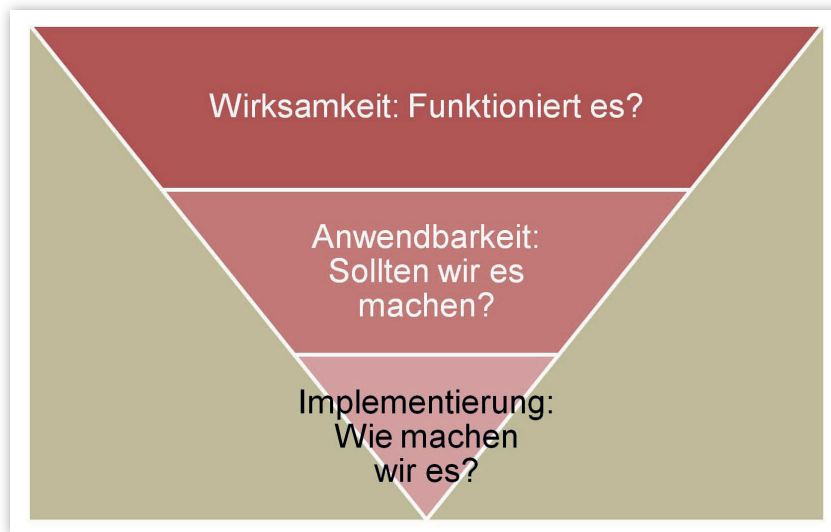 Wirksamkeit: Funktioniert es?
Anwendbarkeit:
Sollten wir es
machen?
Implementierung:
Wie machen
wir es?